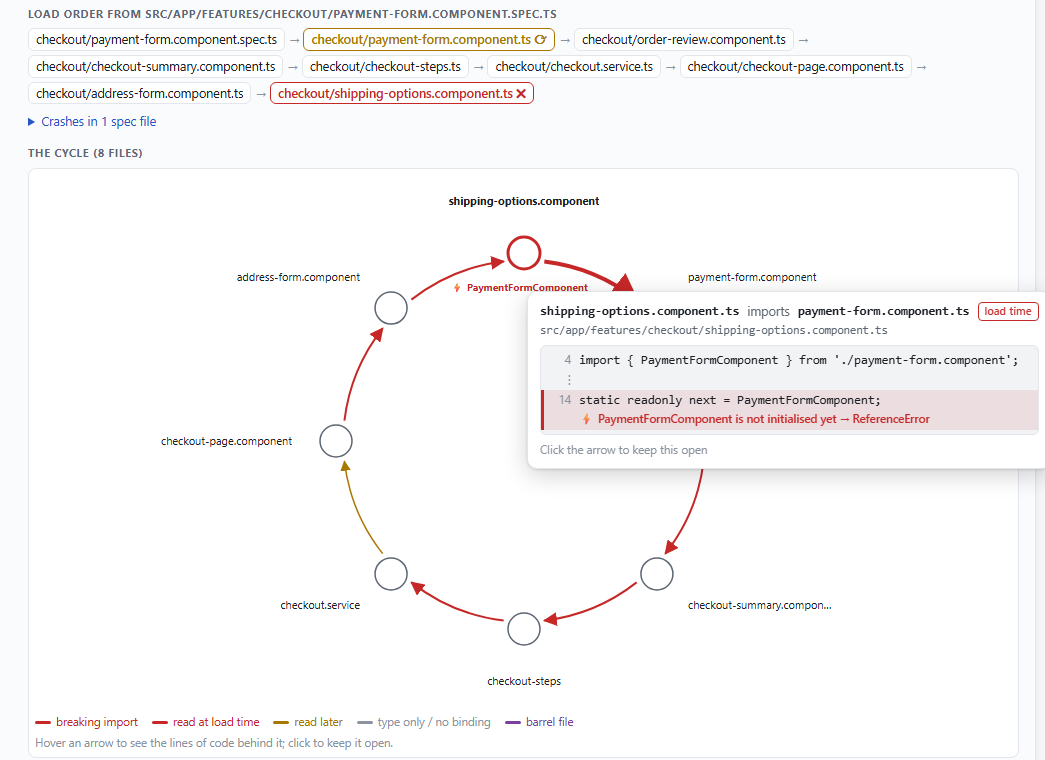 LOAD ORDER FROM SRC/APP/FEATURES/CHECKOUT/PAYMENT-FORM.COMPONENT.SPEC.TS
checkout/payment-form.component.spec.ts → checkout/payment-form.component.ts ⟳ → checkout/order-review.component.ts →
checkout/checkout-summary.component.ts → checkout/checkout-steps.ts → checkout/checkout.service.ts → checkout/checkout-page.component.ts →
checkout/address-form.component.ts → checkout/shipping-options.component.ts ✕
▶ Crashes in 1 spec file
THE CYCLE (8 FILES)
shipping-options.component
address-form.component
payment-form.component
⚡ PaymentFormComponent
shipping-options.component.ts imports payment-form.component.ts load time
src/app/features/checkout/shipping-options.component.ts
4 import { PaymentFormComponent } from './payment-form.component';
⋮
14 static readonly next = PaymentFormComponent;
⚡ PaymentFormComponent is not initialised yet → ReferenceError
Click the arrow to keep this open
checkout-page.component
checkout.service
checkout-summary.compon...
checkout-steps
breaking import read at load time read later type only / no binding barrel file
Hover an arrow to see the lines of code behind it; click to keep it open.